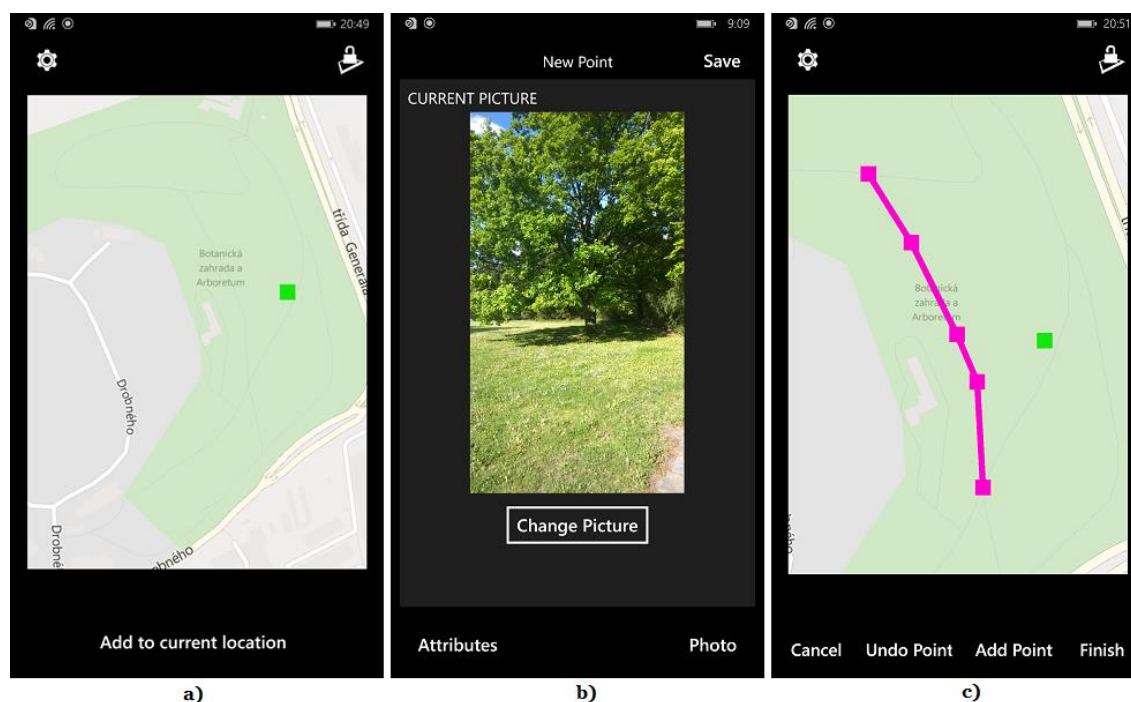 20:49
třída Generála
Botanická
zahrada a
Arboretum
Drobného
Drobné
obného
Add to current location
a)
9:09
New Point
Save
CURRENT PICTURE
Change Picture
Attributes
Photo
b)
20:51
Botanická
zahrada a
Arboretum
Cancel
Undo Point
Add Point
Finish
c)